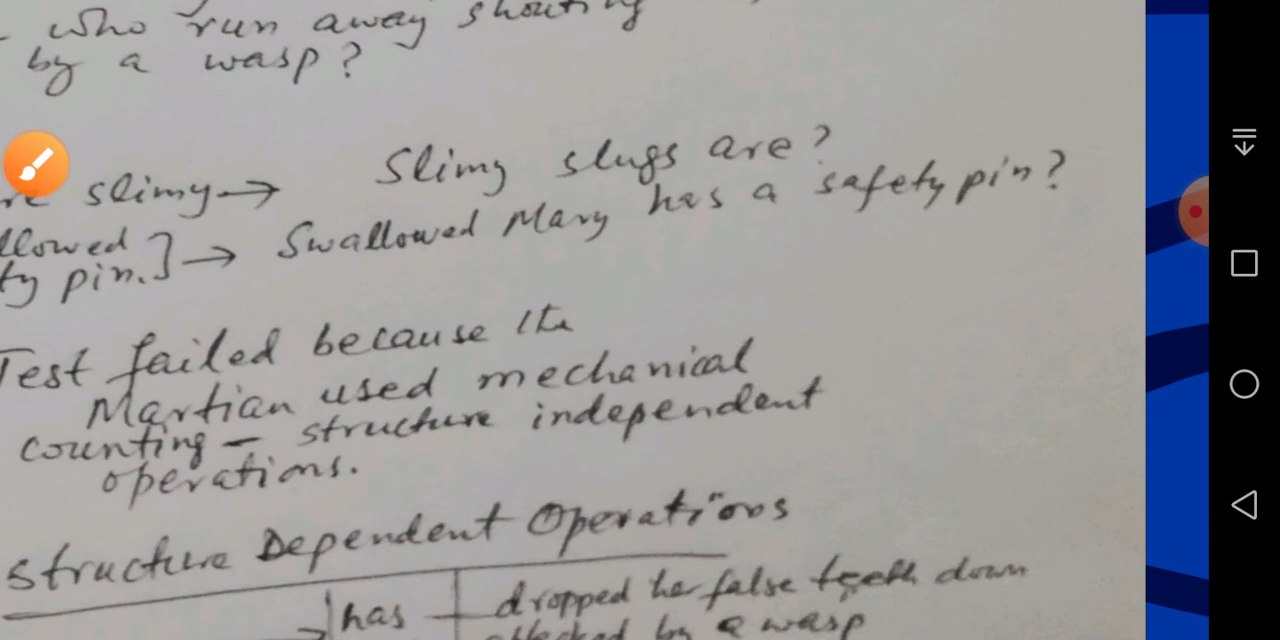 who run away shouting
by a wasp?
slimy → Slimy slugs are?
llowed
ty pin.] → Swallowed Mary has a safety pin?
Test failed because the
Martian used mechanical
counting – structure independent
operations.
Structure Dependent Operations
has dropped her false teeth down
by a wasp